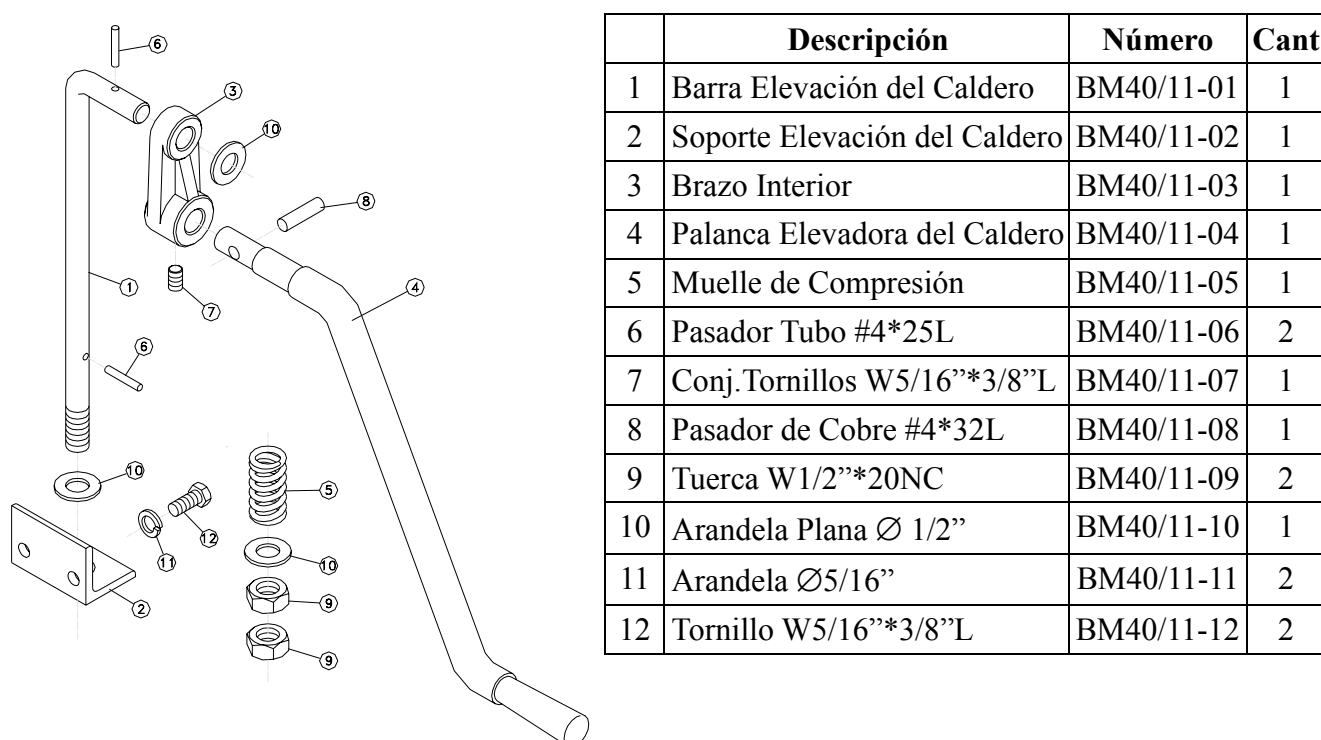 6
3
10
8
1
7
4
6
10
5
12
11
10
2
9
9
Descripción Número Cant
1 Barra Elevación del Caldero BM40/11-01 1
2 Soporte Elevación del Caldero BM40/11-02 1
3 Brazo Interior BM40/11-03 1
4 Palanca Elevadora del Caldero BM40/11-04 1
5 Muelle de Compresión BM40/11-05 1
6 Pasador Tubo #4*25L BM40/11-06 2
7 Conj.Tornillos W5/16”*3/8”L BM40/11-07 1
8 Pasador de Cobre #4*32L BM40/11-08 1
9 Tuerca W1/2”*20NC BM40/11-09 2
10 Arandela Plana ∅ 1/2” BM40/11-10 1
11 Arandela ∅5/16” BM40/11-11 2
12 Tornillo W5/16”*3/8”L BM40/11-12 2